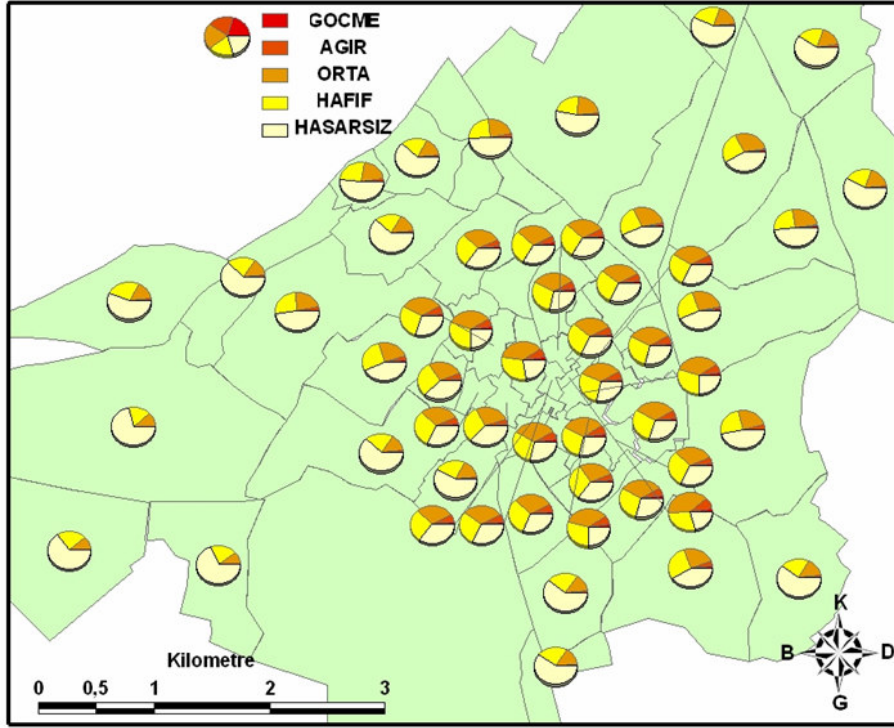 GOCME
AGIR
ORTA
HAFIF
HASARSIZ
Kilometre
0 0,5 1 2 3
K
B D
G